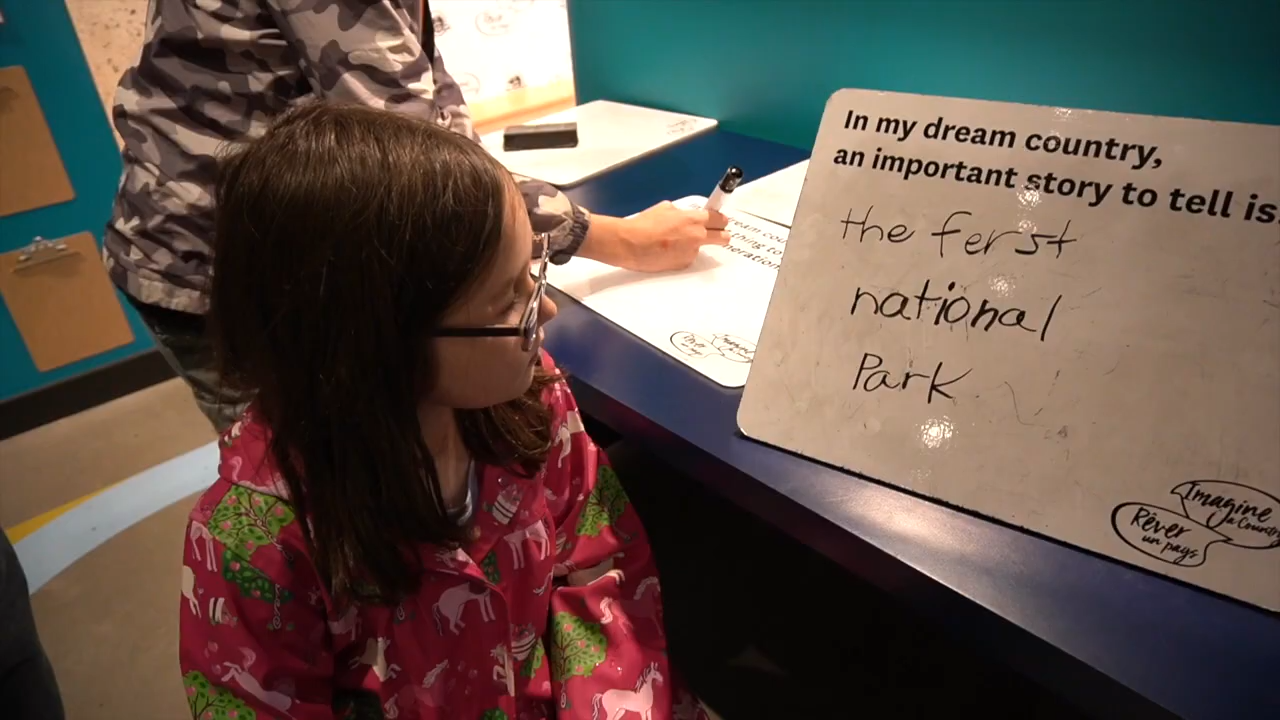 In my dream country,
an important story to tell is
the ferst
national
Park
Imagine
a Country
Rêver
un pays